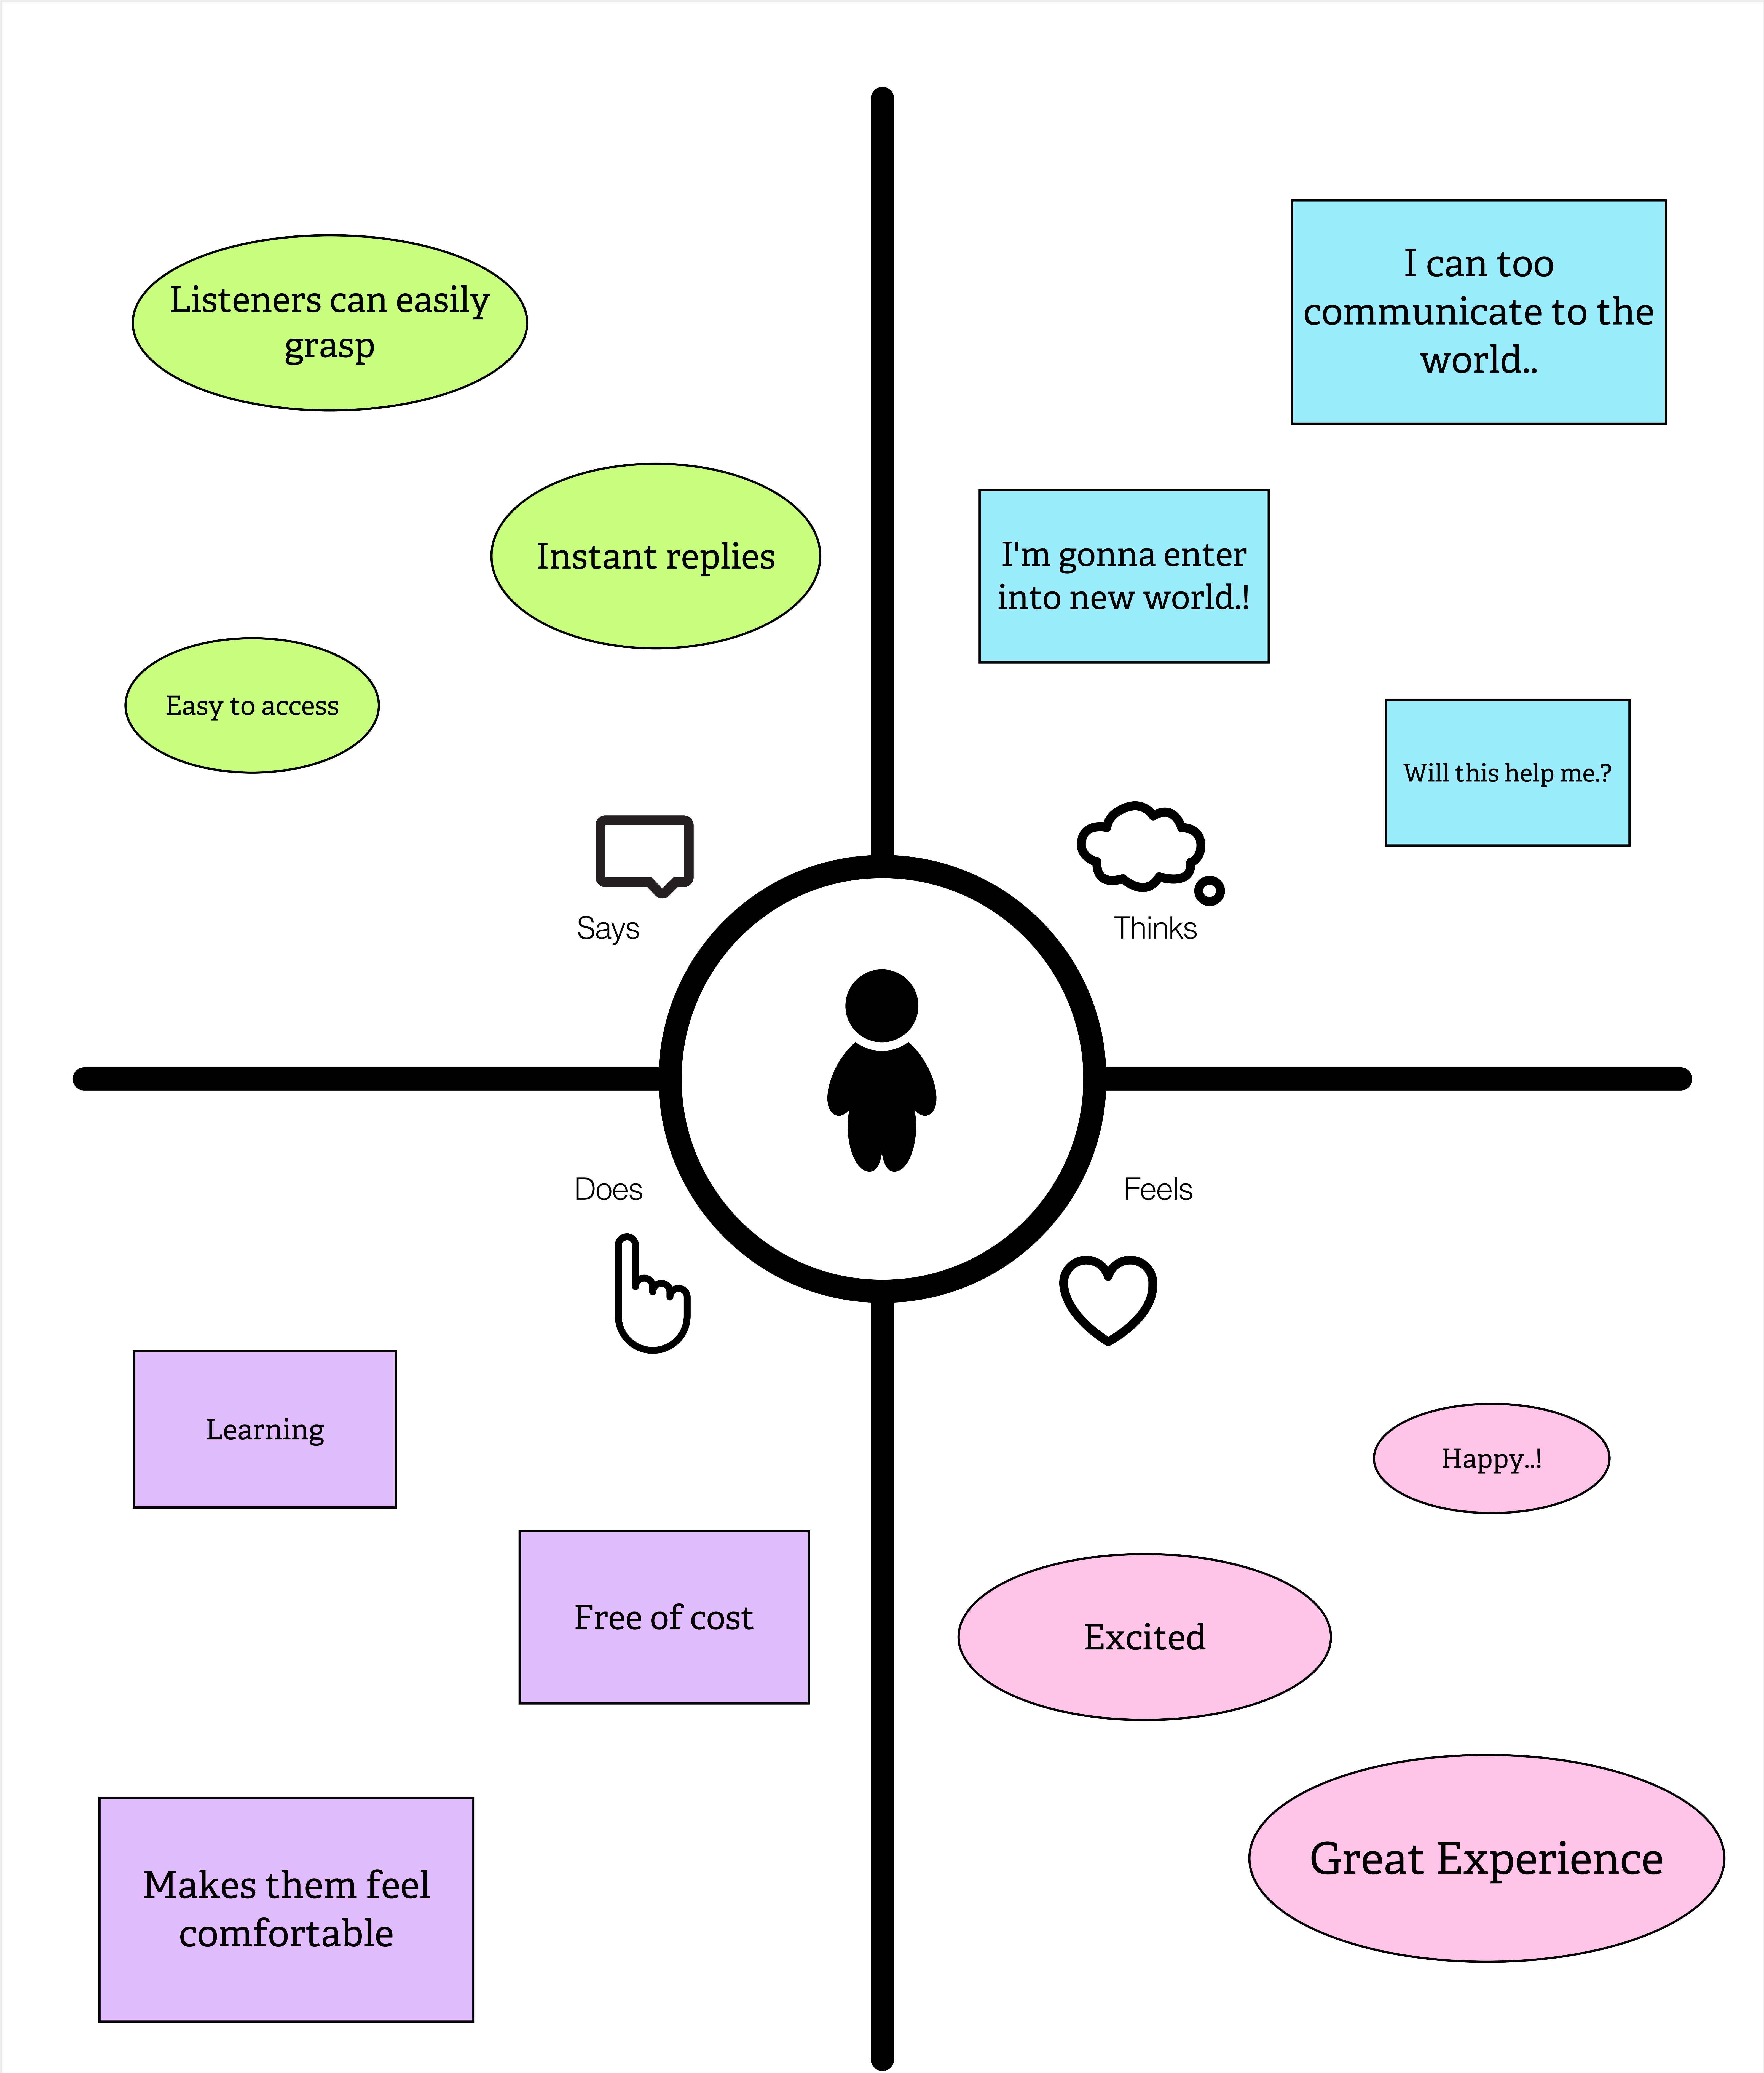 Listeners can easily
grasp
Instant replies
Easy to access
Says
I can too
communicate to the
world..
I'm gonna enter
into new world.!
Will this help me.?
Thinks
Does
Learning
Free of cost
Makes them feel
comfortable
Feels
Happy..!
Excited
Great Experience